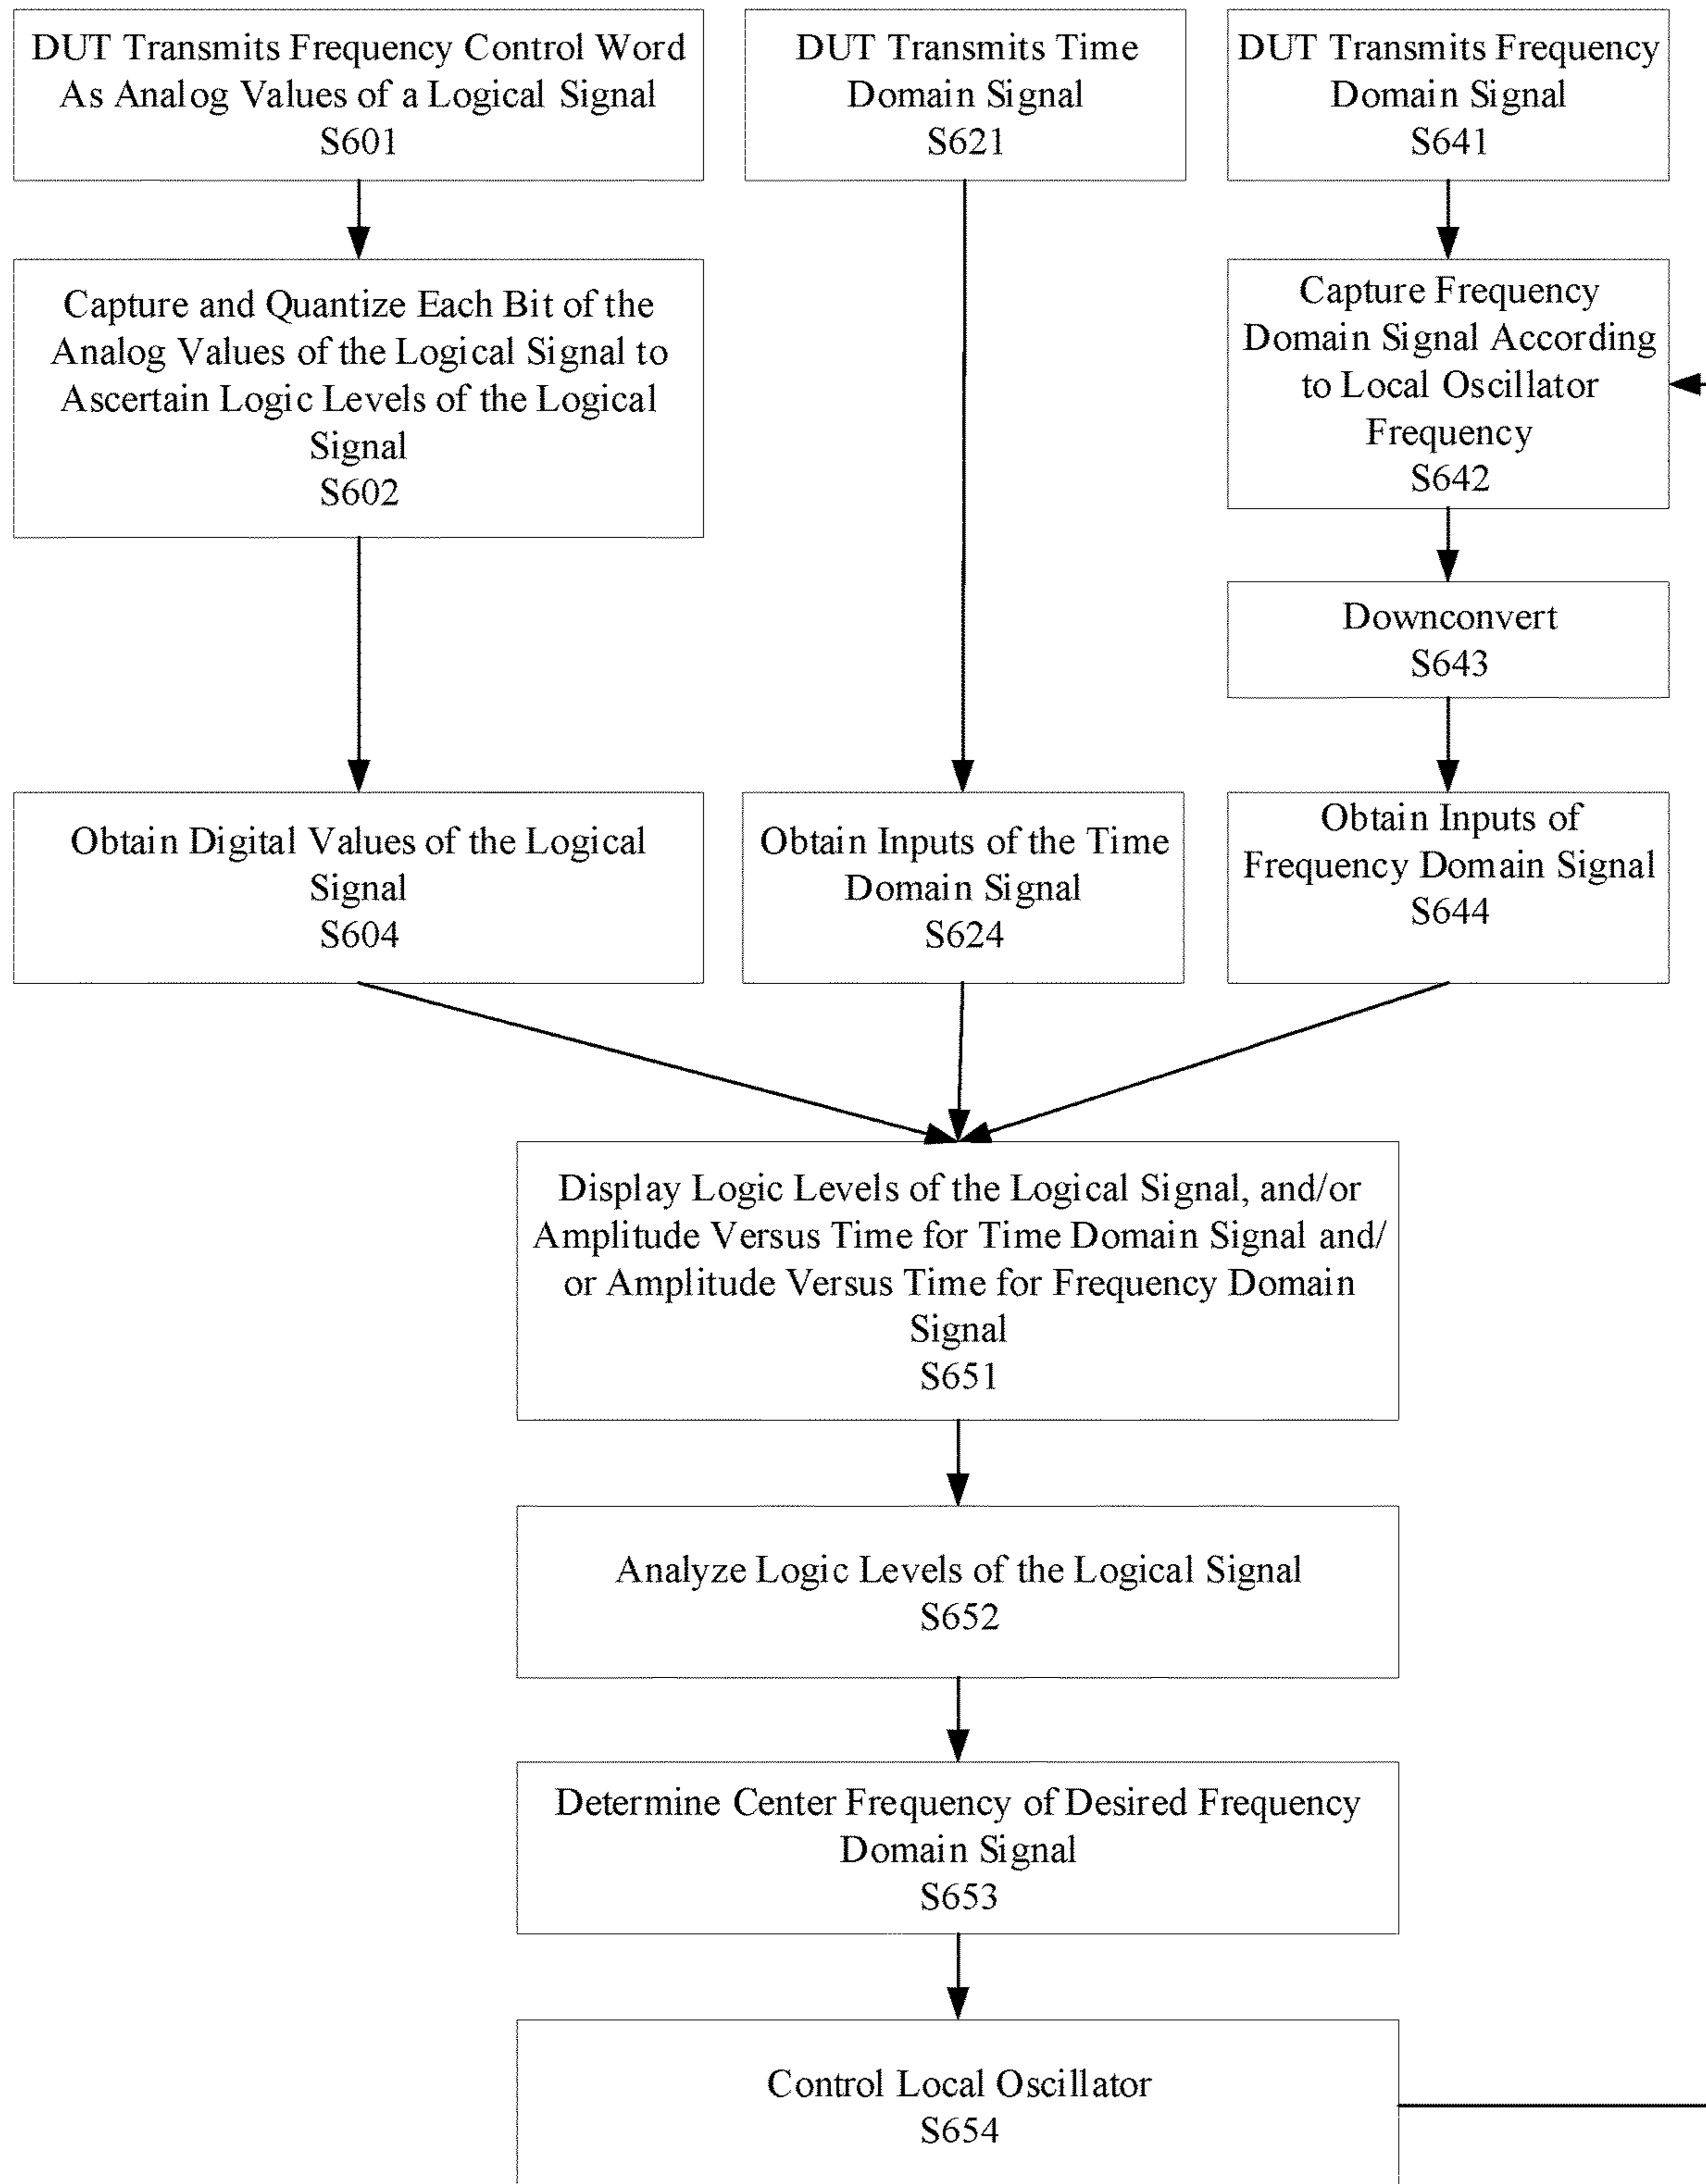 DUT Transmits Frequency Control Word
As Analog Values of a Logical Signal
S601
DUT Transmits Time
Domain Signal
S621
DUT Transmits Frequency
Domain Signal
S641
Capture and Quantize Each Bit of the
Analog Values of the Logical Signal to
Ascertain Logic Levels of the Logical
Signal
S602
Capture Frequency
Domain Signal According
to Local Oscillator
Frequency
S642
Downconvert
S643
Obtain Digital Values of the Logical
Signal
S604
Obtain Inputs of the Time
Domain Signal
S624
Obtain Inputs of
Frequency Domain Signal
S644
Display Logic Levels of the Logical Signal, and/or
Amplitude Versus Time for Time Domain Signal and/
or Amplitude Versus Time for Frequency Domain
Signal
S651
Analyze Logic Levels of the Logical Signal
S652
Determine Center Frequency of Desired Frequency
Domain Signal
S653
Control Local Oscillator
S654